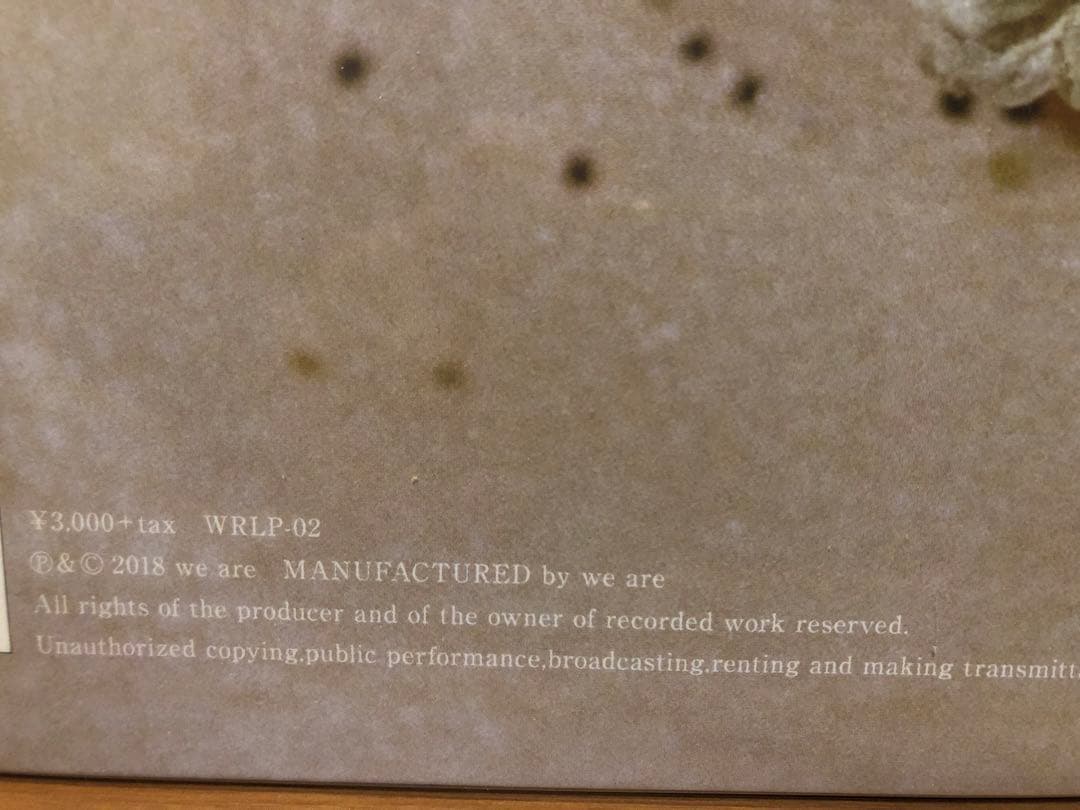 ¥3,000+tax WRLP-02
Ⓟ&© 2018 we are MANUFACTURED by we are
All rights of the producer and of the owner of recorded work reserved.
Unauthorized copying,public performance,broadcasting,renting and making transmitt